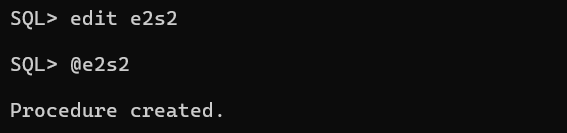 SQL> edit e2s2
SQL> @e2s2
Procedure created.